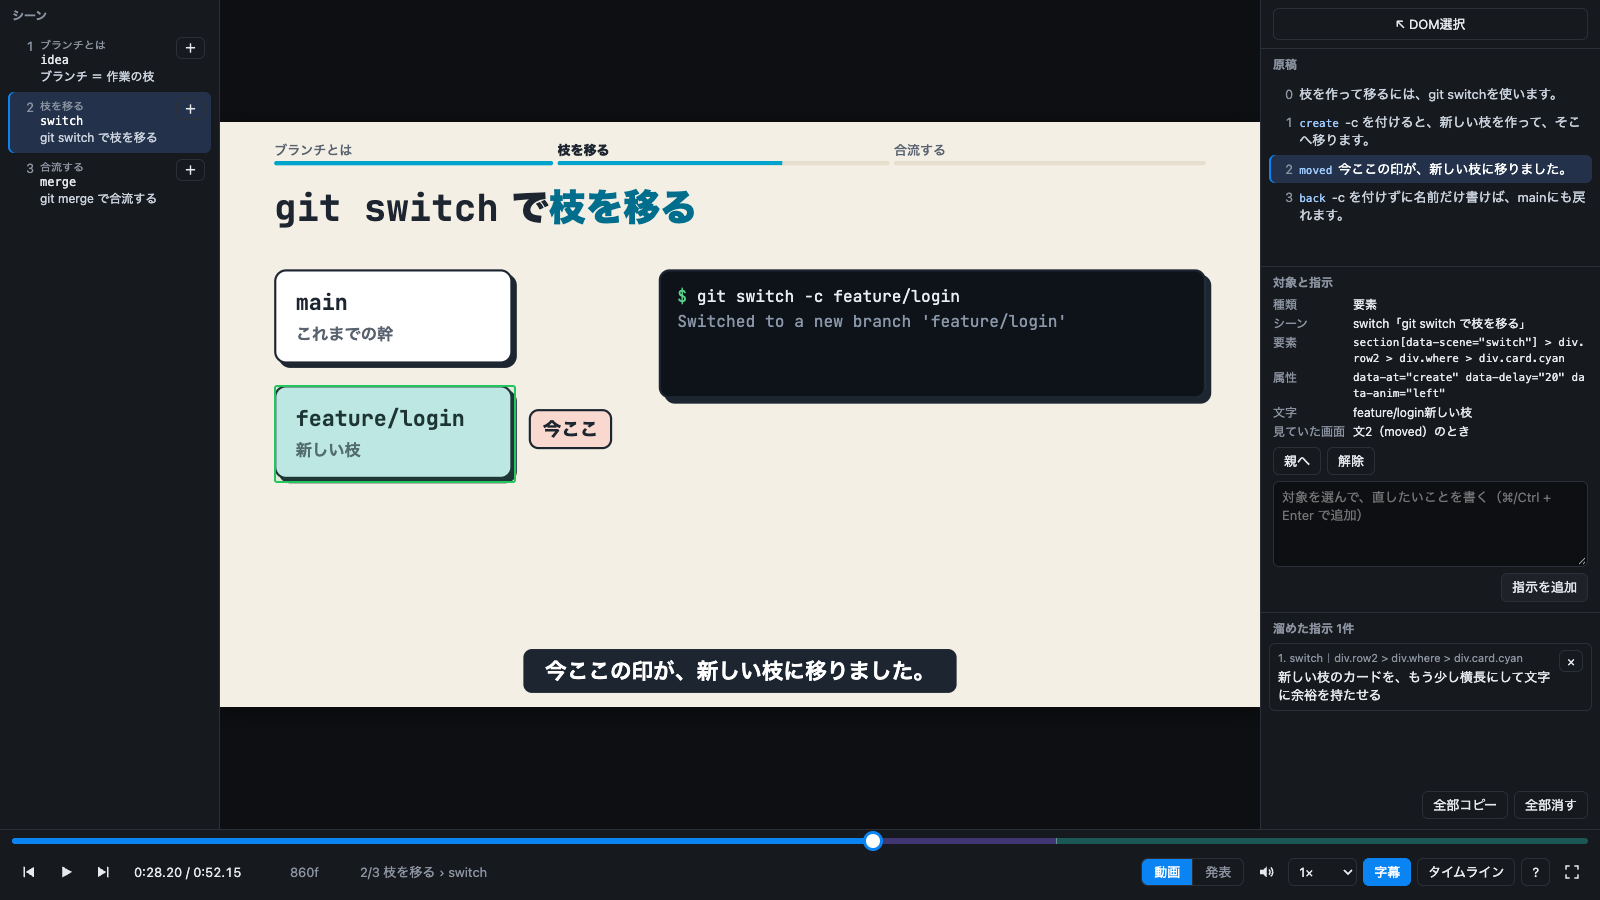 シーン
1 ブランチとは
idea
ブランチ = 作業の枝
+
2 枝を移る
switch
git switch で枝を移る
+
3 合流する
merge
git merge で合流する
+
ブランチとは
枝を移る
合流する
git switch で枝を移る
main
これまでの幹
feature/login
新しい枝
今ここ
$ git switch -c feature/login
Switched to a new branch 'feature/login'
今ここの印が、新しい枝に移りました。
↖ DOM選択
原稿
0 枝を作って移るには、git switchを使います。
1 create -c を付けると、新しい枝を作って、そこ
へ移ります。
2 moved 今ここの印が、新しい枝に移りました。
3 back -c を付けずに名前だけ書けば、mainにも戻
れます。
対象と指示
種類 要素
シーン switch「git switch で枝を移る」
要素 section[data-scene="switch"] > div.
row2 > div.where > div.card.cyan
属性 data-at="create" data-delay="20" da
ta-anim="left"
文字 feature/login新しい枝
見ていた画面 文2（moved）のとき
親へ 解除
対象を選んで、直したいことを書く（⌘/Ctrl +
Enter で追加）
指示を追加
溜めた指示 1件
1. switch | div.row2 > div.where > div.card.cyan
×
新しい枝のカードを、もう少し横長にして文字
に余裕を持たせる
全部コピー 全部消す
0:28.20 / 0:52.15 860f 2/3 枝を移る › switch 動画 発表 1× 字幕 タイムライン ?